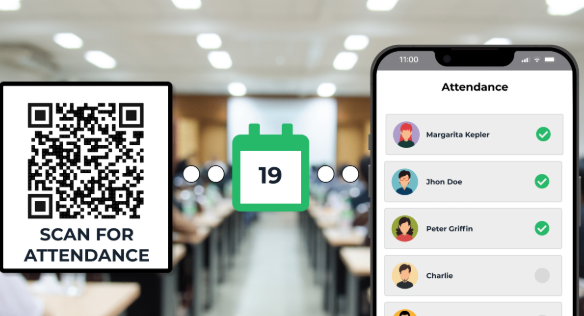 SCAN FOR
ATTENDANCE
19
11:00
Attendance
Margarita Kepler
Jhon Doe
Peter Griffin
Charlie